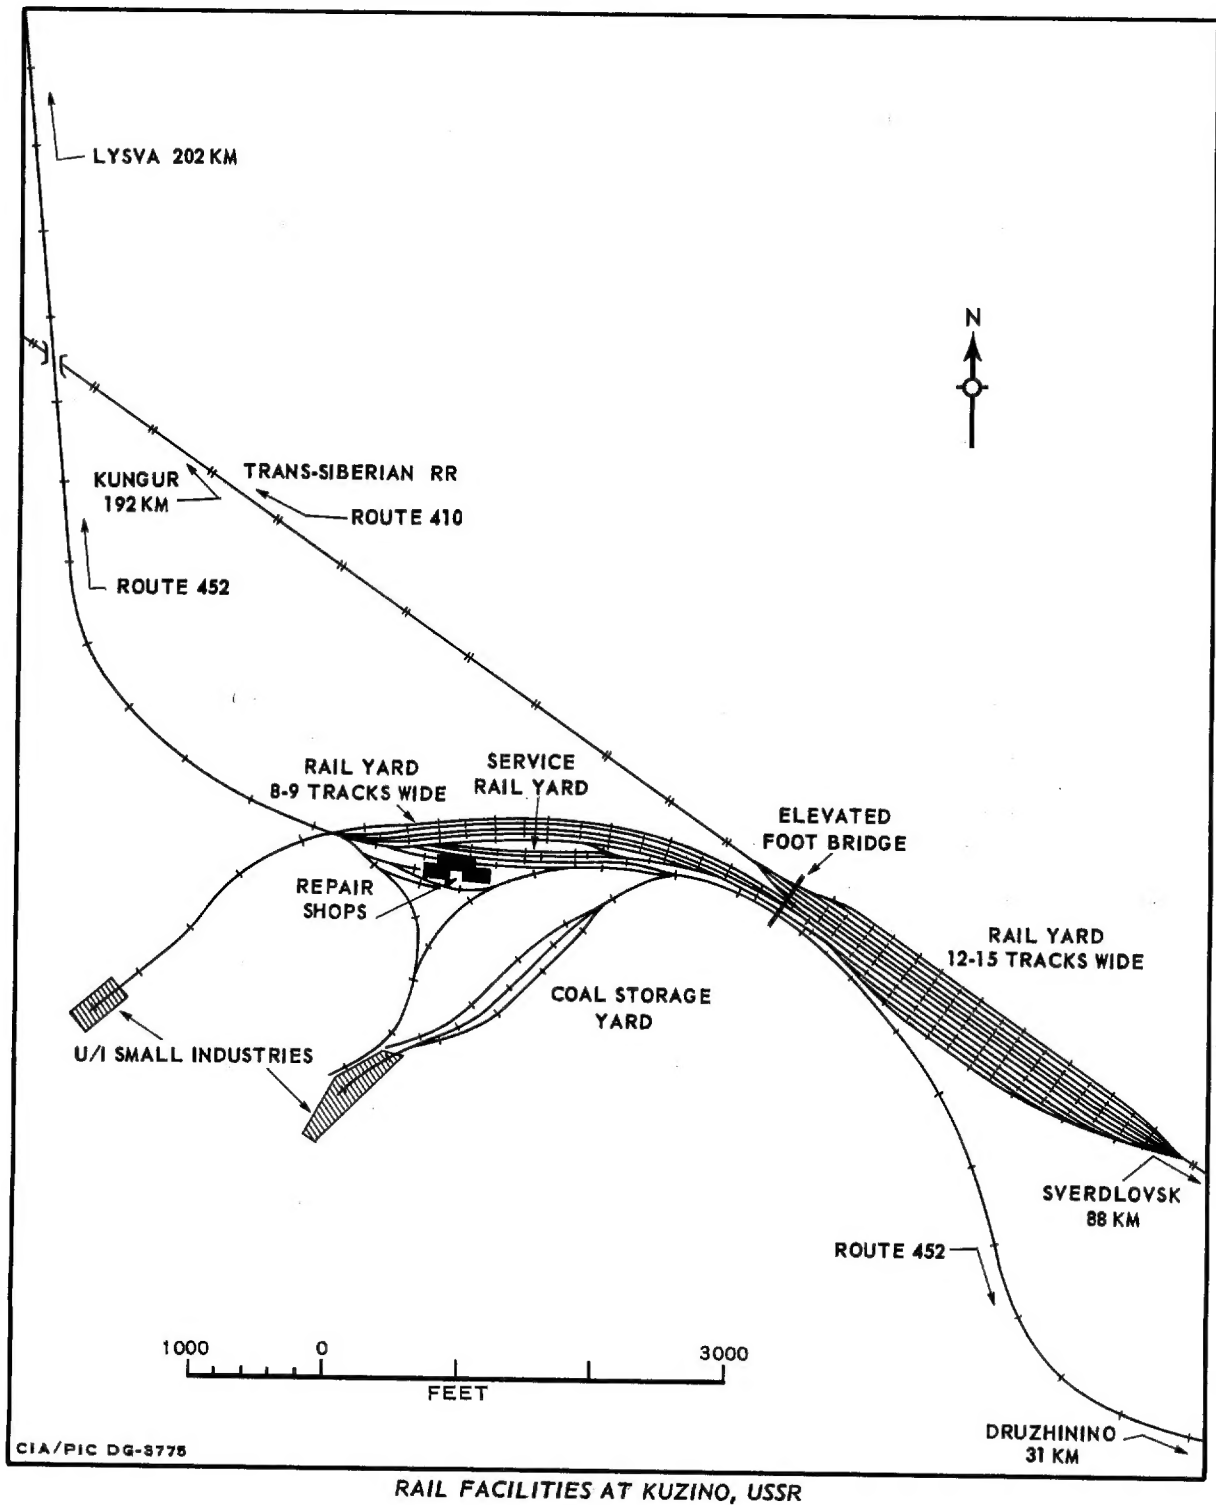 LYSVA 202 KM
N
KUNGUR
192 KM
TRANS-SIBERIAN RR
ROUTE 410
ROUTE 452
RAIL YARD
8-9 TRACKS WIDE
SERVICE
RAIL YARD
ELEVATED
FOOT BRIDGE
REPAIR
SHOPS
RAIL YARD
12-15 TRACKS WIDE
COAL STORAGE
YARD
U/I SMALL INDUSTRIES
SVERDLOVSK
88 KM
ROUTE 452
1000 0 3000
FEET
DRUZHININO
31 KM
CIA/PIC DG-3775
RAIL FACILITIES AT KUZINO, USSR